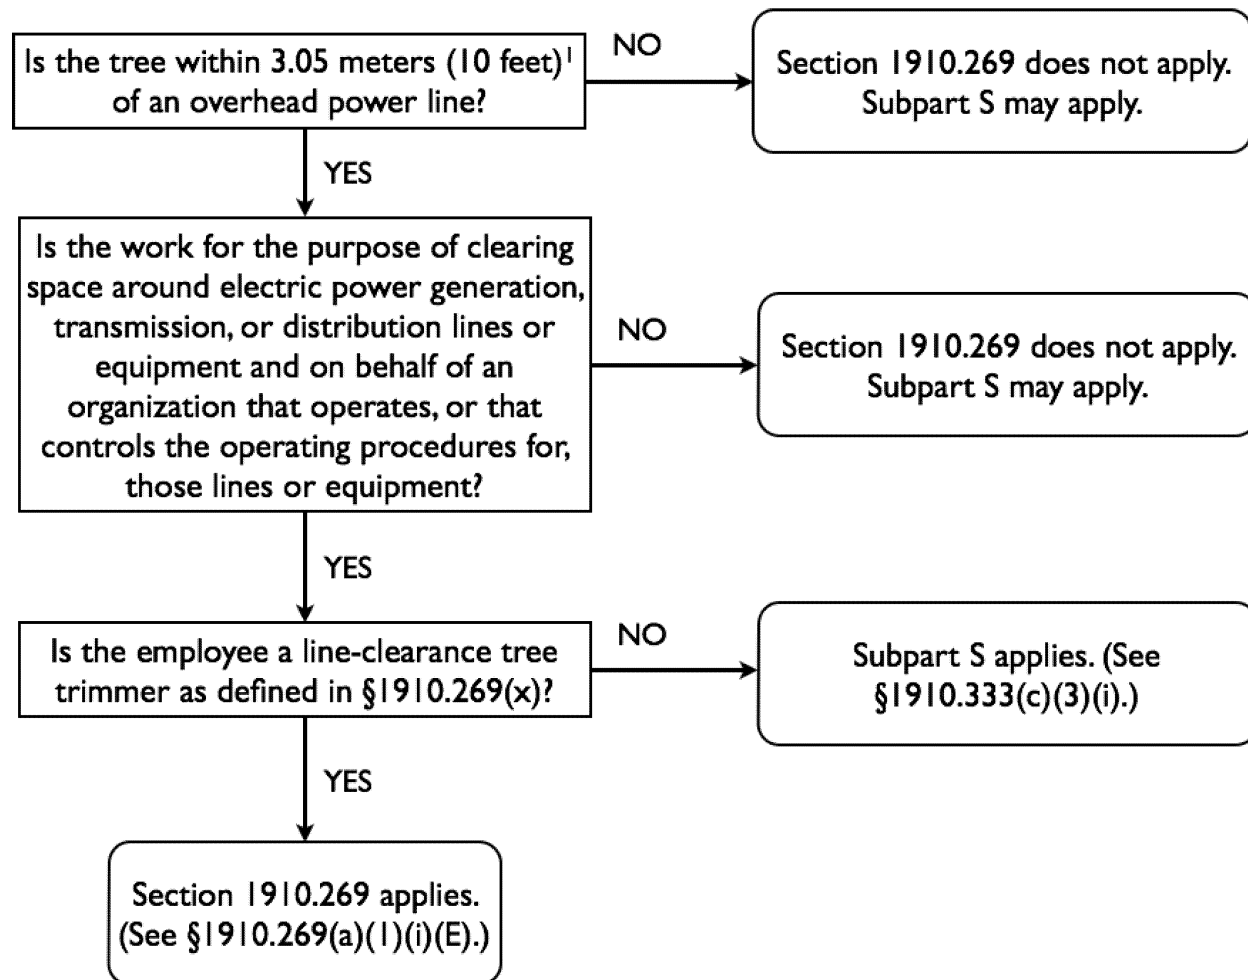 Is the tree within 3.05 meters (10 feet)¹
of an overhead power line?
NO
Section 1910.269 does not apply.
Subpart S may apply.
YES
Is the work for the purpose of clearing
space around electric power generation,
transmission, or distribution lines or
equipment and on behalf of an
organization that operates, or that
controls the operating procedures for,
those lines or equipment?
NO
Section 1910.269 does not apply.
Subpart S may apply.
YES
Is the employee a line-clearance tree
trimmer as defined in §1910.269(x)?
NO
Subpart S applies. (See
§1910.333(c)(3)(i).)
YES
Section 1910.269 applies.
(See §1910.269(a)(1)(i)(E).)